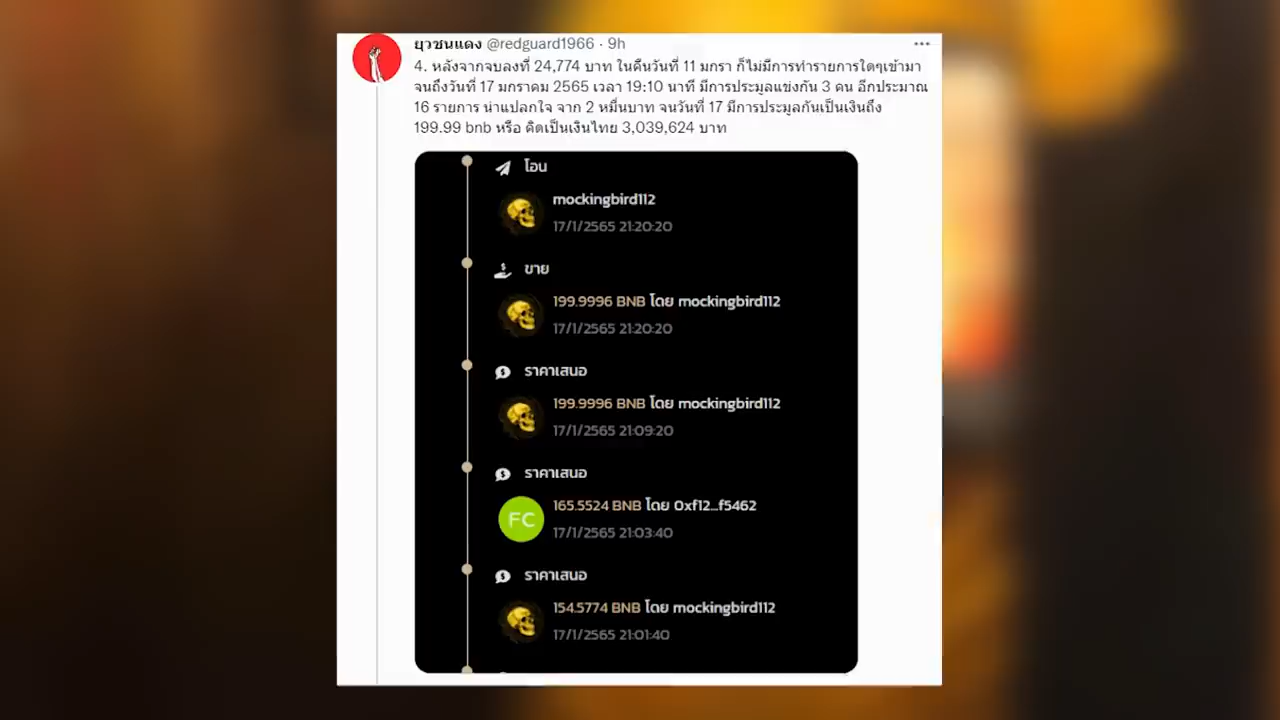 ยุวชนแดง @redguard1966 · 9h
4. หลังจากจบลงที่ 24,774 บาท ในคืนวันที่ 11 มกรา ก็ไม่มีการทำรายการใดๆเข้ามา
จนถึงวันที่ 17 มกราคม 2565 เวลา 19:10 นาที มีการประมูลแข่งกัน 3 คน อีกประมาณ
16 รายการ น่าแปลกใจ จาก 2 หมื่นบาท จนวันที่ 17 มีการประมูลกันเป็นเงินถึง
199.99 bnb หรือ คิดเป็นเงินไทย 3,039,624 บาท
โอน
mockingbird112
17/1/2565 21:20:20
ขาย
199.9996 BNB โดย mockingbird112
17/1/2565 21:20:20
ราคาเสนอ
199.9996 BNB โดย mockingbird112
17/1/2565 21:09:20
ราคาเสนอ
FC
165.5524 BNB โดย 0xf12...f5462
17/1/2565 21:03:40
ราคาเสนอ
154.5774 BNB โดย mockingbird112
17/1/2565 21:01:40